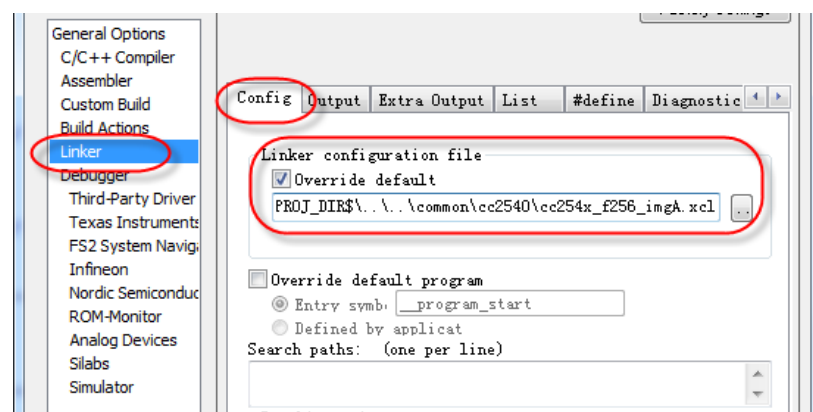 General Options
C/C++ Compiler
Assembler
Custom Build
Build Actions
Linker
Debugger
Third-Party Driver
Texas Instruments
FS2 System Navig
Infineon
Nordic Semiconduc
ROM-Monitor
Analog Devices
Silabs
Simulator
Config Output Extra Output List #define Diagnostic
Linker configuration file
Override default
PROJ_DIR$\..\..\common\cc2540\cc254x_f256_imgA.xcl ..
Override default program
Entry symb __program_start
Defined by applicat
Search paths: (one per line)